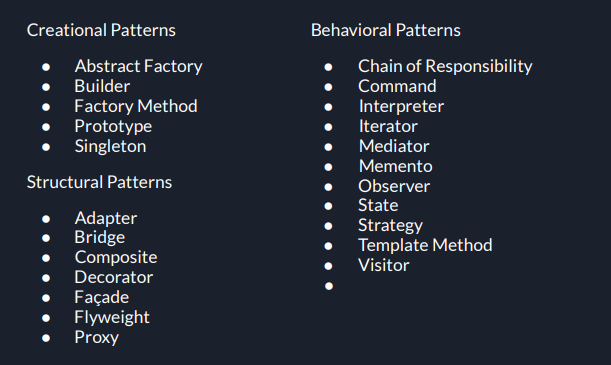 Creational Patterns
● Abstract Factory
● Builder
● Factory Method
● Prototype
● Singleton
Structural Patterns
● Adapter
● Bridge
● Composite
● Decorator
● Façade
● Flyweight
● Proxy
Behavioral Patterns
● Chain of Responsibility
● Command
● Interpreter
● Iterator
● Mediator
● Memento
● Observer
● State
● Strategy
● Template Method
● Visitor
●